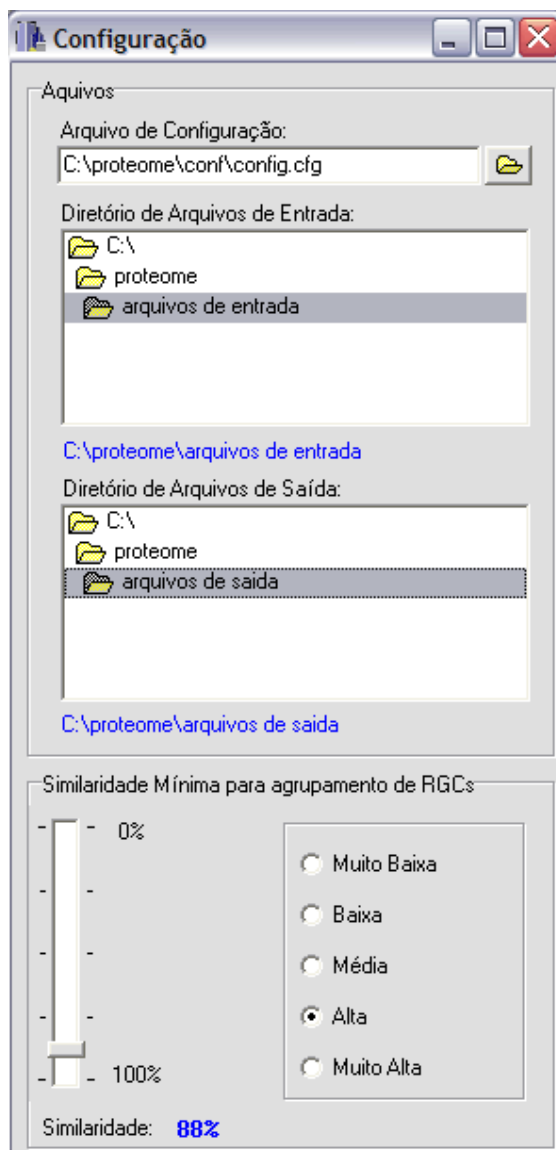 Configuração
Aquivos
Arquivo de Configuração:
C:\proteome\conf\config.cfg
Diretório de Arquivos de Entrada:
C:\
proteome
arquivos de entrada
C:\proteome\arquivos de entrada
Diretório de Arquivos de Saída:
C:\
proteome
arquivos de saida
C:\proteome\arquivos de saida
Similaridade Mínima para agrupamento de RGCs
0%
100%
Muito Baixa
Baixa
Média
Alta
Muito Alta
Similaridade: 88%